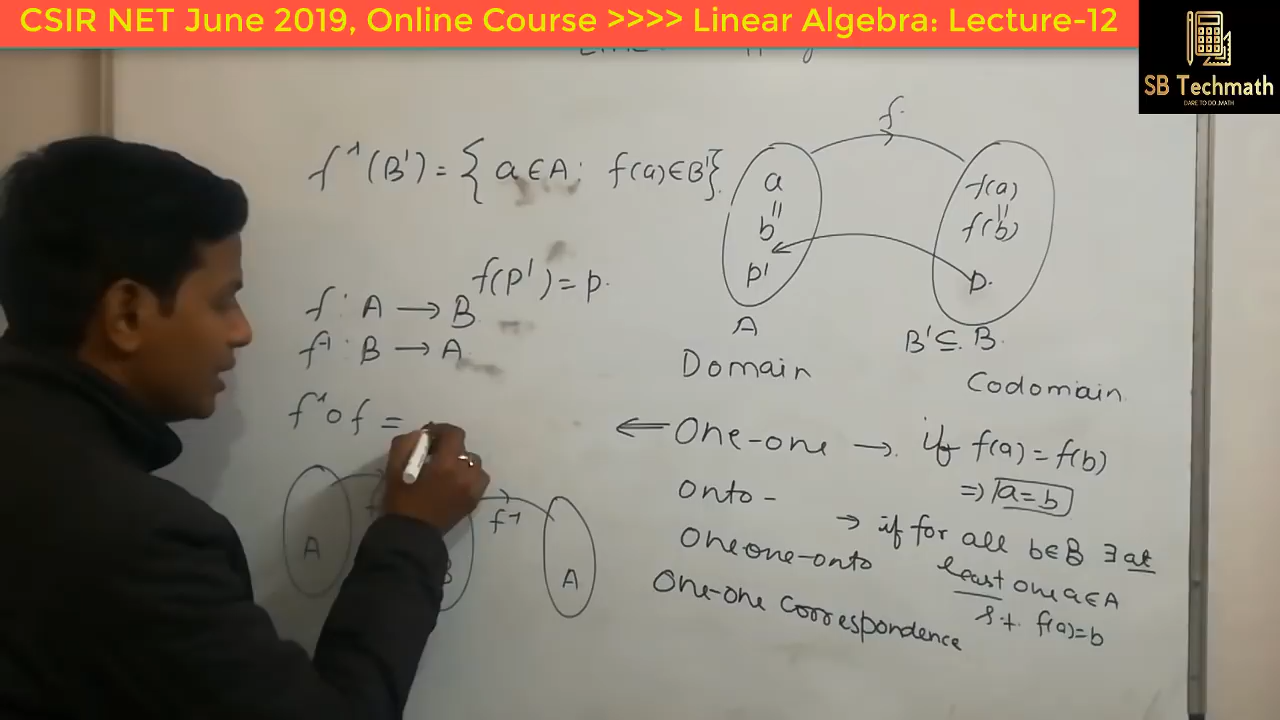 CSIR NET June 2019, Online Course >>>> Linear Algebra: Lecture-12
SB Techmath
DARE TO DO..MATH
f⁻¹(B') = { a ∈ A : f(a) ∈ B' }.
f
a
"
b
p'
A
Domain
f(a)
"
f(b)
p.
B' ⊆ B.
Codomain
f(p') = p.
f : A → B
f⁻¹ : B → A
f⁻¹ o f =
A
B
f⁻¹
A
⇐ One-one → if f(a) = f(b)
⇒ a = b
onto -
→ if for all b ∈ B ∃ at
least one a ∈ A
s.t. f(a)=b
One one-onto
One-one correspondence